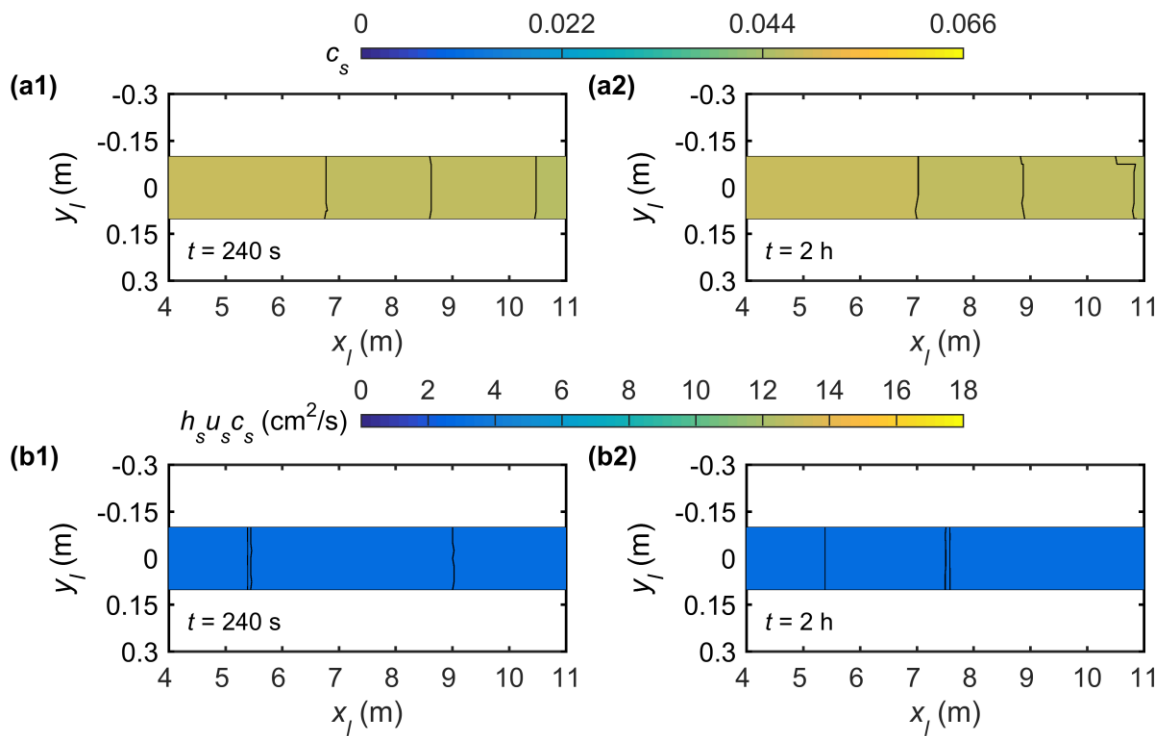 0 0.022 0.044 0.066
c_s
(a1) (a2)
-0.3 -0.3
-0.15 -0.15
0 0
0.15 0.15
0.3 0.3
y_l (m) y_l (m)
t = 240 s t = 2 h
4 5 6 7 8 9 10 11 4 5 6 7 8 9 10 11
x_l (m) x_l (m)
0 2 4 6 8 10 12 14 16 18
h_s u_s c_s (cm²/s)
(b1) (b2)
-0.3 -0.3
-0.15 -0.15
0 0
0.15 0.15
0.3 0.3
y_l (m) y_l (m)
t = 240 s t = 2 h
4 5 6 7 8 9 10 11 4 5 6 7 8 9 10 11
x_l (m) x_l (m)